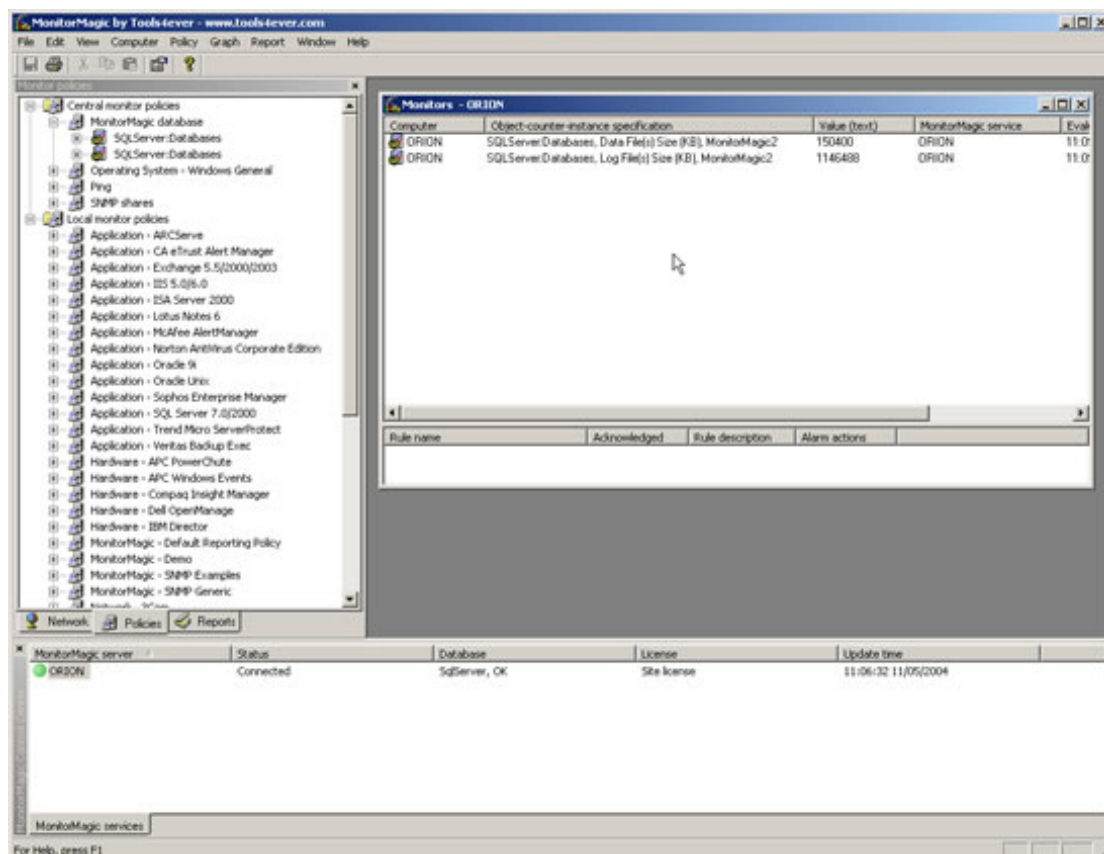 MonitorMagic by Tools4ever - www.tools4ever.com
File Edit View Computer Policy Graph Report Window Help
Monitor policies
Central monitor policies
MonitorMagic database
SQLServer:Databases
SQLServer:Databases
Operating System - Windows General
Ping
SNMP shares
Local monitor policies
Application - ARCServe
Application - CA eTrust Alert Manager
Application - Exchange 5.5/2000/2003
Application - IIS 5.0/6.0
Application - ISA Server 2000
Application - Lotus Notes 6
Application - McAfee AlertManager
Application - Norton AntiVirus Corporate Edition
Application - Oracle 9i
Application - Oracle Unix
Application - Sophos Enterprise Manager
Application - SQL Server 7.0/2000
Application - Trend Micro ServerProtect
Application - Veritas Backup Exec
Hardware - APC PowerChute
Hardware - APC Windows Events
Hardware - Compaq Insight Manager
Hardware - Dell OpenManage
Hardware - IBM Director
MonitorMagic - Default Reporting Policy
MonitorMagic - Demo
MonitorMagic - SNMP Examples
MonitorMagic - SNMP Generic
Network Policies Reports
Monitors - ORION
Computer Object-counter-instance specification Value (text) MonitorMagic service Eval
ORION SQLServer:Databases, Data File(s) Size (KB), MonitorMagic2 150400 ORION 11:0
ORION SQLServer:Databases, Log File(s) Size (KB), MonitorMagic2 1146488 ORION 11:0
Rule name Acknowledged Rule description Alarm actions
MonitorMagic server Status Database License Update time
ORION Connected SqlServer, OK Site license 11:06:32 11/05/2004
MonitorMagic services
For Help, press F1